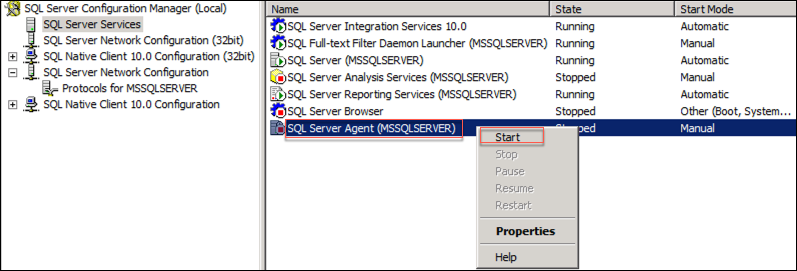 SQL Server Configuration Manager (Local)
SQL Server Services
SQL Server Network Configuration (32bit)
SQL Native Client 10.0 Configuration (32bit)
SQL Server Network Configuration
Protocols for MSSQLSERVER
SQL Native Client 10.0 Configuration
Name State Start Mode
SQL Server Integration Services 10.0 Running Automatic
SQL Full-text Filter Daemon Launcher (MSSQLSERVER) Running Manual
SQL Server (MSSQLSERVER) Running Automatic
SQL Server Analysis Services (MSSQLSERVER) Stopped Manual
SQL Server Reporting Services (MSSQLSERVER) Running Automatic
SQL Server Browser Stopped Other (Boot, System...
SQL Server Agent (MSSQLSERVER) Manual
Start
Stop
Pause
Resume
Restart
Properties
Help